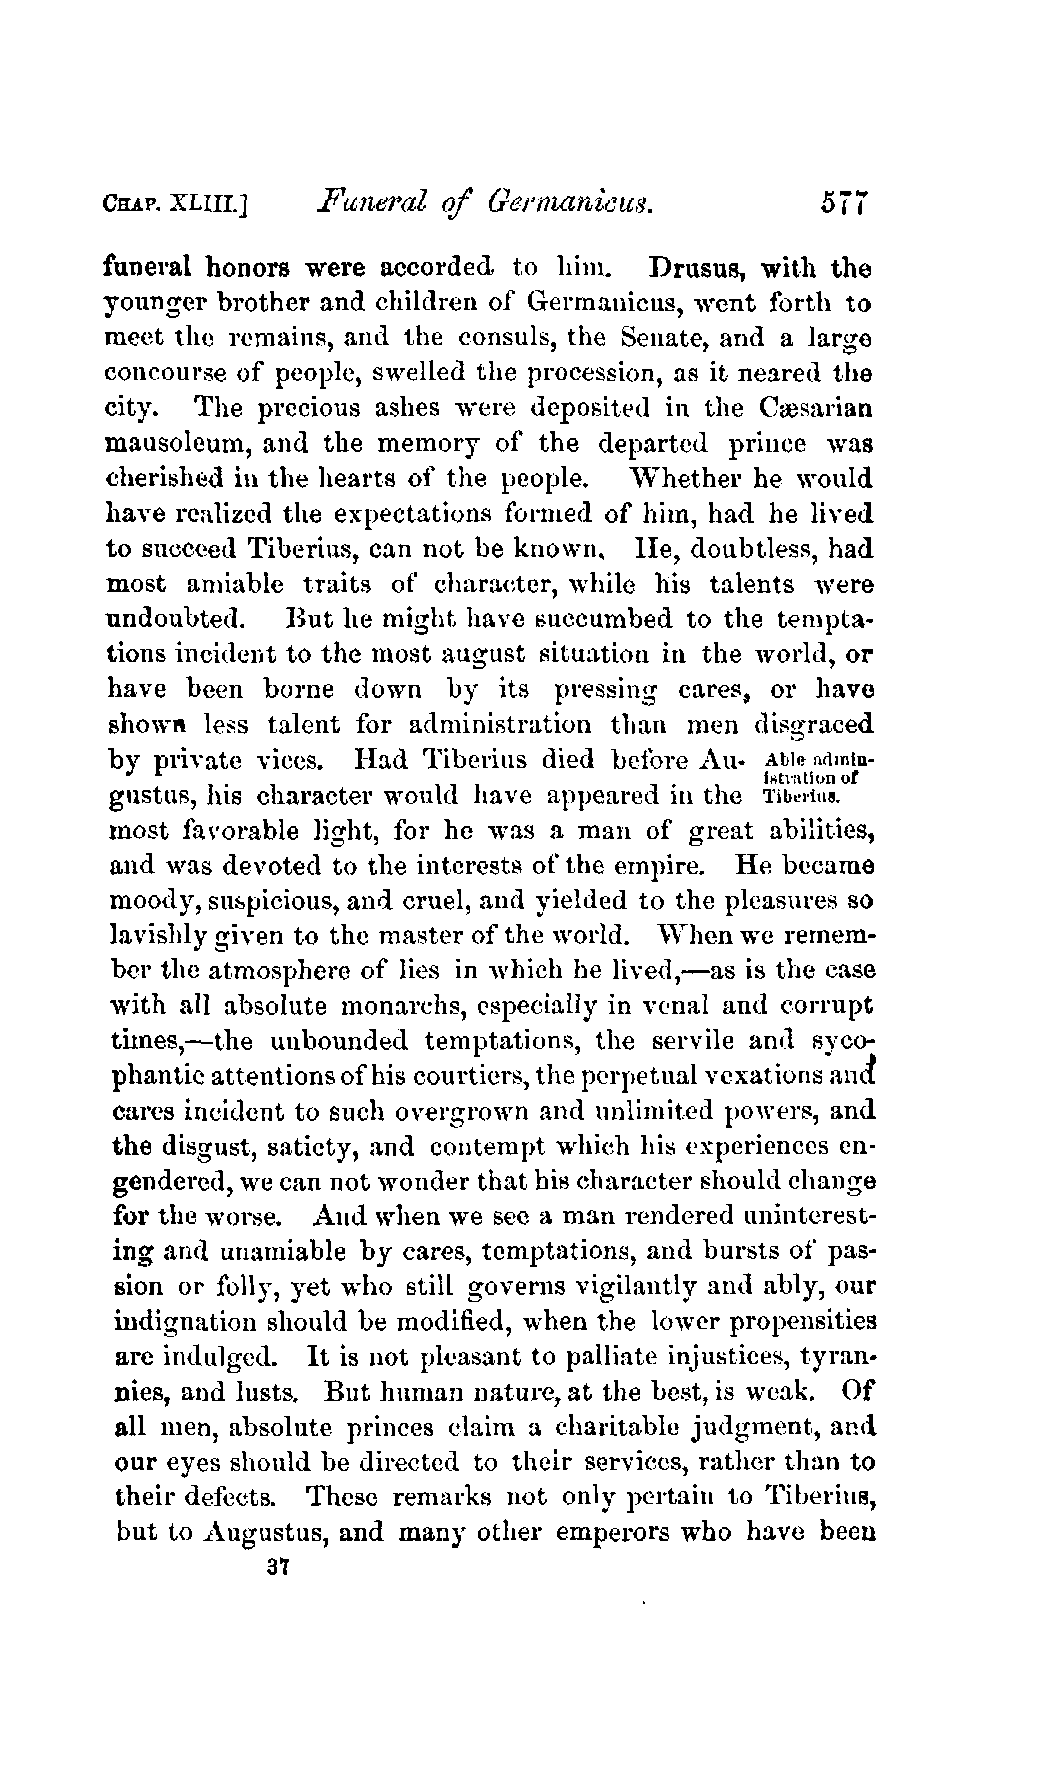 CHAP. XLIII.] Funeral of Germanicus. 577
funeral honors were accorded to him. Drusus, with the
younger brother and children of Germanicus, went forth to
meet the remains, and the consuls, the Senate, and a large
concourse of people, swelled the procession, as it neared the
city. The precious ashes were deposited in the Cæsarian
mausoleum, and the memory of the departed prince was
cherished in the hearts of the people. Whether he would
have realized the expectations formed of him, had he lived
to succeed Tiberius, can not be known. He, doubtless, had
most amiable traits of character, while his talents were
undoubted. But he might have succumbed to the tempta-
tions incident to the most august situation in the world, or
have been borne down by its pressing cares, or have
shown less talent for administration than men disgraced
by private vices. Had Tiberius died before Au-
Able admin-
istration of
Tiberius.
gustus, his character would have appeared in the
most favorable light, for he was a man of great abilities,
and was devoted to the interests of the empire. He became
moody, suspicious, and cruel, and yielded to the pleasures so
lavishly given to the master of the world. When we remem-
ber the atmosphere of lies in which he lived,—as is the case
with all absolute monarchs, especially in venal and corrupt
times,—the unbounded temptations, the servile and syco-
phantic attentions of his courtiers, the perpetual vexations and
cares incident to such overgrown and unlimited powers, and
the disgust, satiety, and contempt which his experiences en-
gendered, we can not wonder that his character should change
for the worse. And when we see a man rendered uninterest-
ing and unamiable by cares, temptations, and bursts of pas-
sion or folly, yet who still governs vigilantly and ably, our
indignation should be modified, when the lower propensities
are indulged. It is not pleasant to palliate injustices, tyran-
nies, and lusts. But human nature, at the best, is weak. Of
all men, absolute princes claim a charitable judgment, and
our eyes should be directed to their services, rather than to
their defects. These remarks not only pertain to Tiberius,
but to Augustus, and many other emperors who have been
37